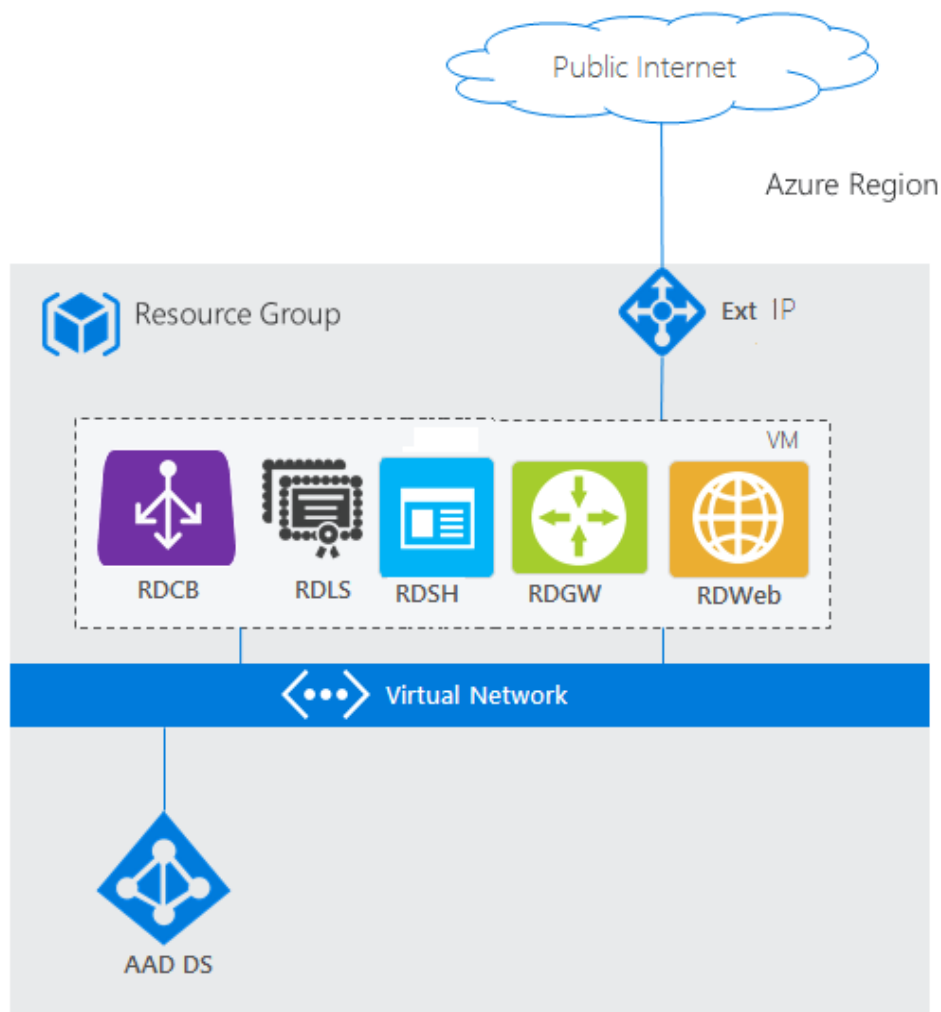 Public Internet
Azure Region
Resource Group
Ext IP
VM
RDCB
RDLS
RDSH
RDGW
RDWeb
Virtual Network
AAD DS